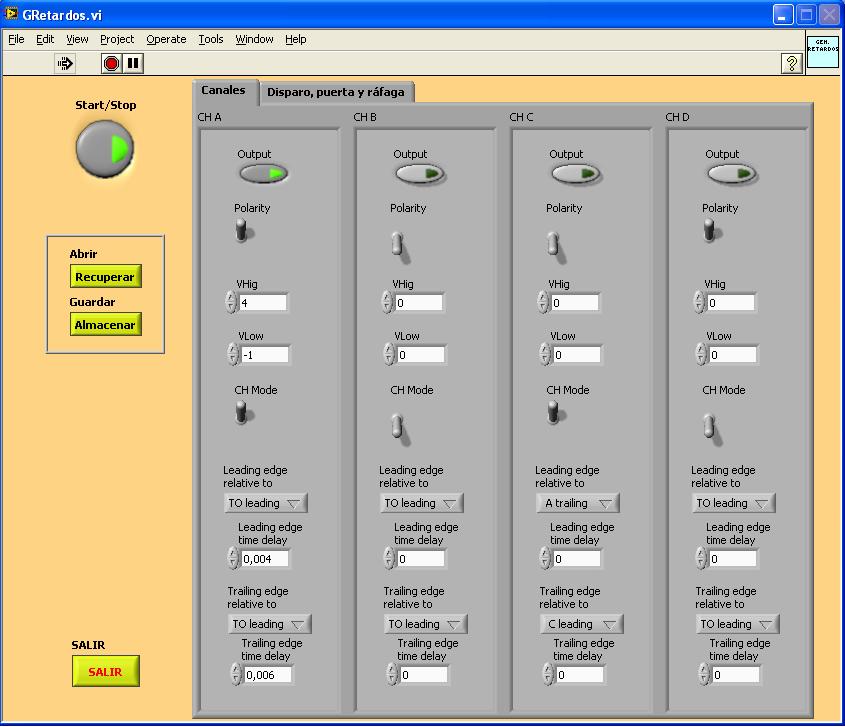 GRetardos.vi
File Edit View Project Operate Tools Window Help
GEN.
RETARDOS
?
Canales
Disparo, puerta y ráfaga
Start/Stop
Abrir
Recuperar
Guardar
Almacenar
SALIR
SALIR
CH A
Output
Polarity
VHig
4
VLow
-1
CH Mode
Leading edge
relative to
TO leading
Leading edge
time delay
0,004
Trailing edge
relative to
TO leading
Trailing edge
time delay
0,006
CH B
Output
Polarity
VHig
0
VLow
0
CH Mode
Leading edge
relative to
TO leading
Leading edge
time delay
0
Trailing edge
relative to
TO leading
Trailing edge
time delay
0
CH C
Output
Polarity
VHig
0
VLow
0
CH Mode
Leading edge
relative to
A trailing
Leading edge
time delay
0
Trailing edge
relative to
C leading
Trailing edge
time delay
0
CH D
Output
Polarity
VHig
0
VLow
0
CH Mode
Leading edge
relative to
TO leading
Leading edge
time delay
0
Trailing edge
relative to
TO leading
Trailing edge
time delay
0